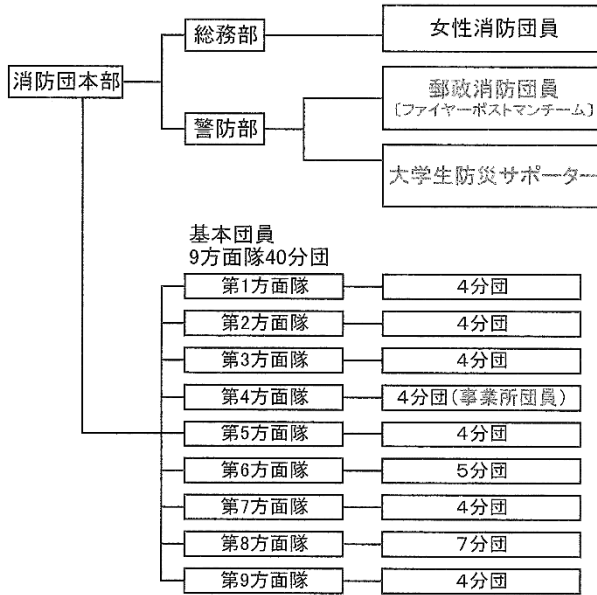 消防団本部
総務部
女性消防団員
警防部
郵政消防団員
〔ファイヤーポストマンチーム〕
大学生防災サポーター
基本団員
9方面隊40分団
第1方面隊 4分団
第2方面隊 4分団
第3方面隊 4分団
第4方面隊 4分団(事業所団員)
第5方面隊 4分団
第6方面隊 5分団
第7方面隊 4分団
第8方面隊 7分団
第9方面隊 4分団